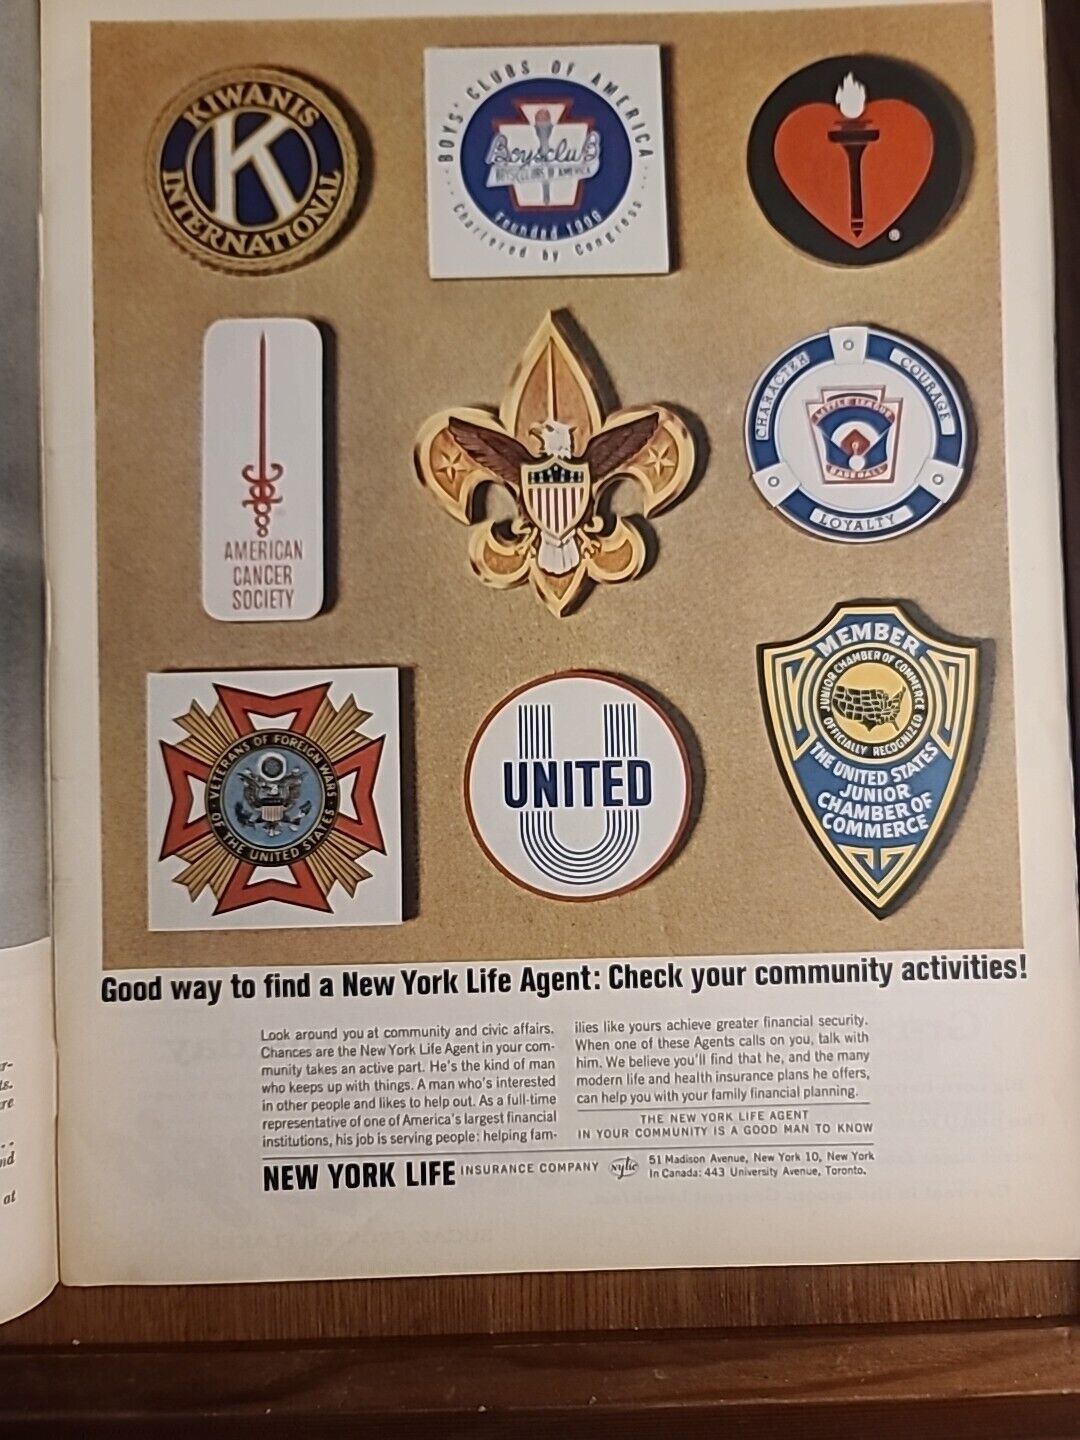 KIWANIS
K
INTERNATIONAL
BOYS' CLUBS OF AMERICA
Boysclub
BOYS CLUBS OF AMERICA
Founded 1906
Chartered by Congress
AMERICAN
CANCER
SOCIETY
CHARACTER
COURAGE
LITTLE LEAGUE
BASEBALL
LOYALTY
VETERANS OF FOREIGN WARS
OF THE UNITED STATES
UNITED
MEMBER
JUNIOR CHAMBER OF COMMERCE
OFFICIALLY RECOGNIZED
THE UNITED STATES
JUNIOR
CHAMBER OF
COMMERCE
Good way to find a New York Life Agent: Check your community activities!
Look around you at community and civic affairs.
Chances are the New York Life Agent in your com-
munity takes an active part. He's the kind of man
who keeps up with things. A man who's interested
in other people and likes to help out. As a full-time
representative of one of America's largest financial
institutions, his job is serving people: helping fam-
ilies like yours achieve greater financial security.
When one of these Agents calls on you, talk with
him. We believe you'll find that he, and the many
modern life and health insurance plans he offers,
can help you with your family financial planning.
THE NEW YORK LIFE AGENT
IN YOUR COMMUNITY IS A GOOD MAN TO KNOW
NEW YORK LIFE INSURANCE COMPANY nylic
51 Madison Avenue, New York 10, New York
In Canada: 443 University Avenue, Toronto.
at